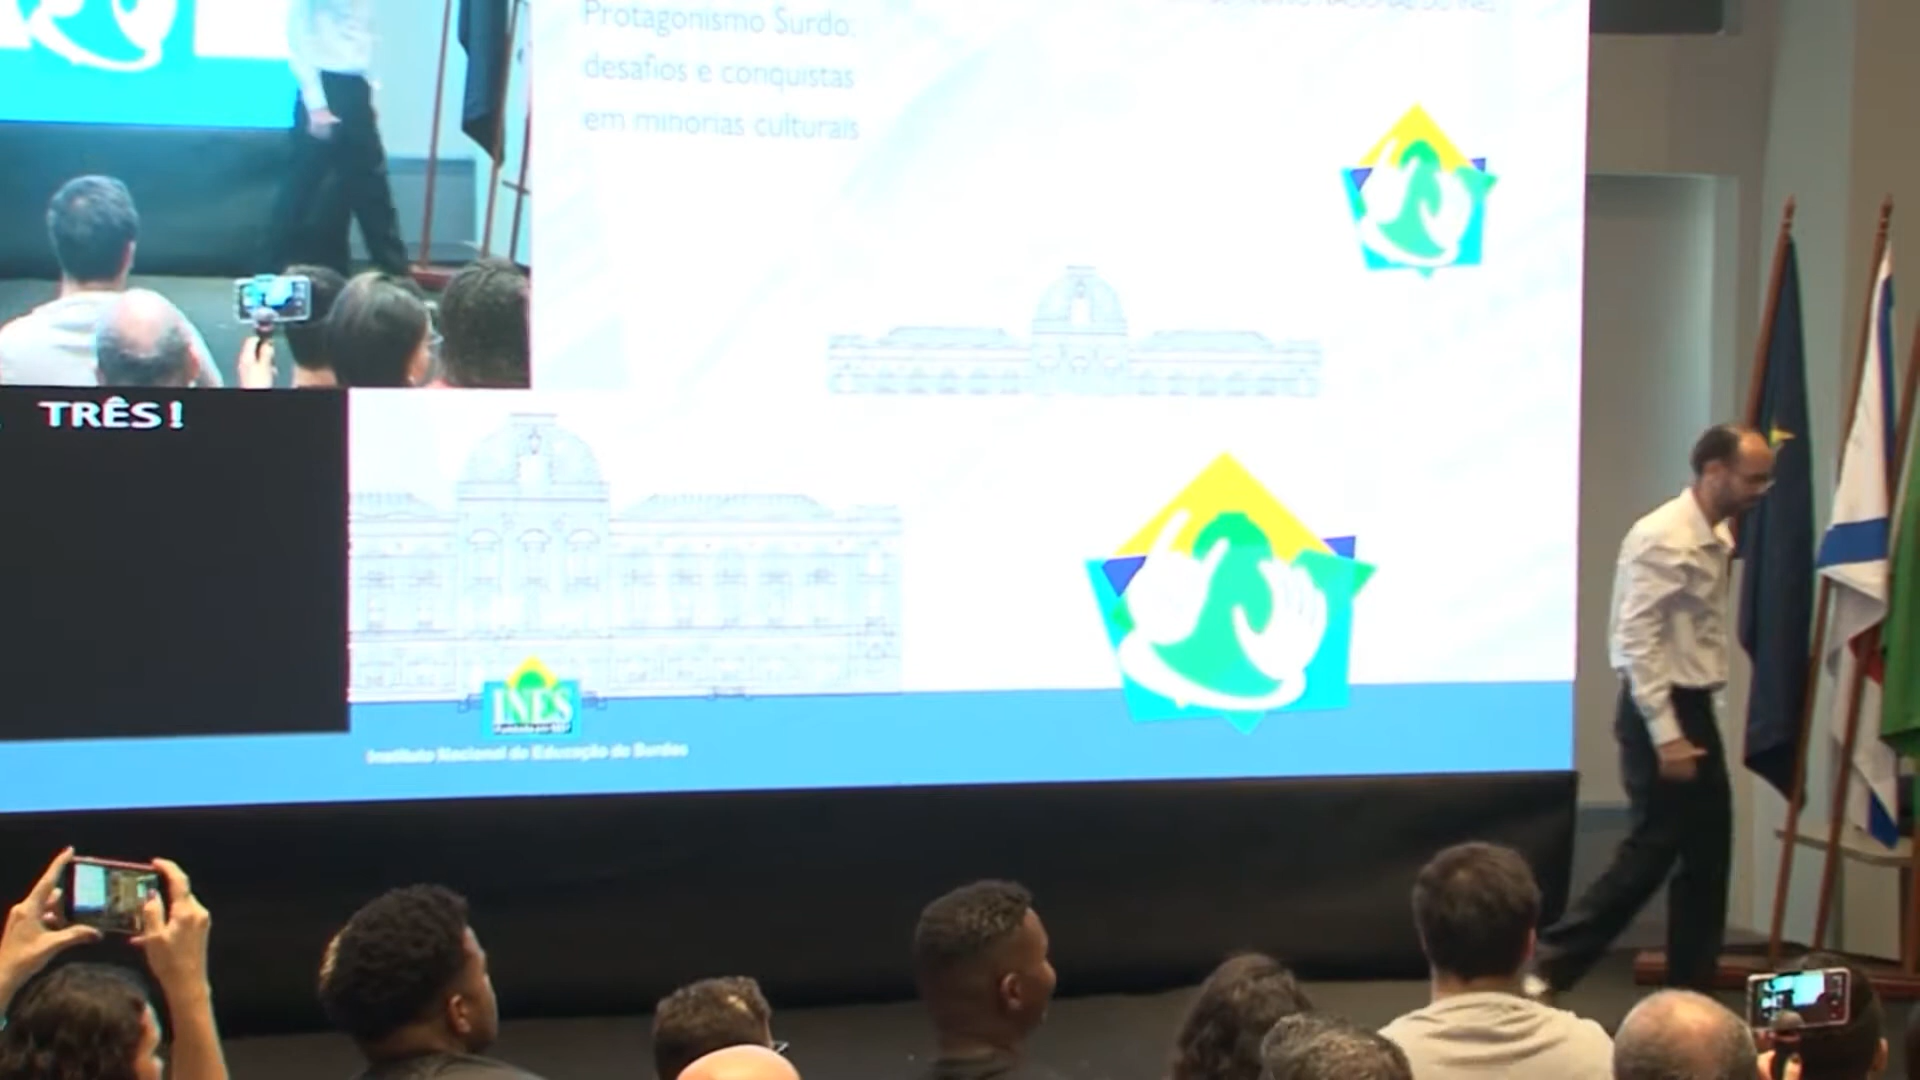 Protagonismo Surdo:
desafios e conquistas
em minorias culturais
TRÊS!
INES
Instituto Nacional de Educação de Surdos